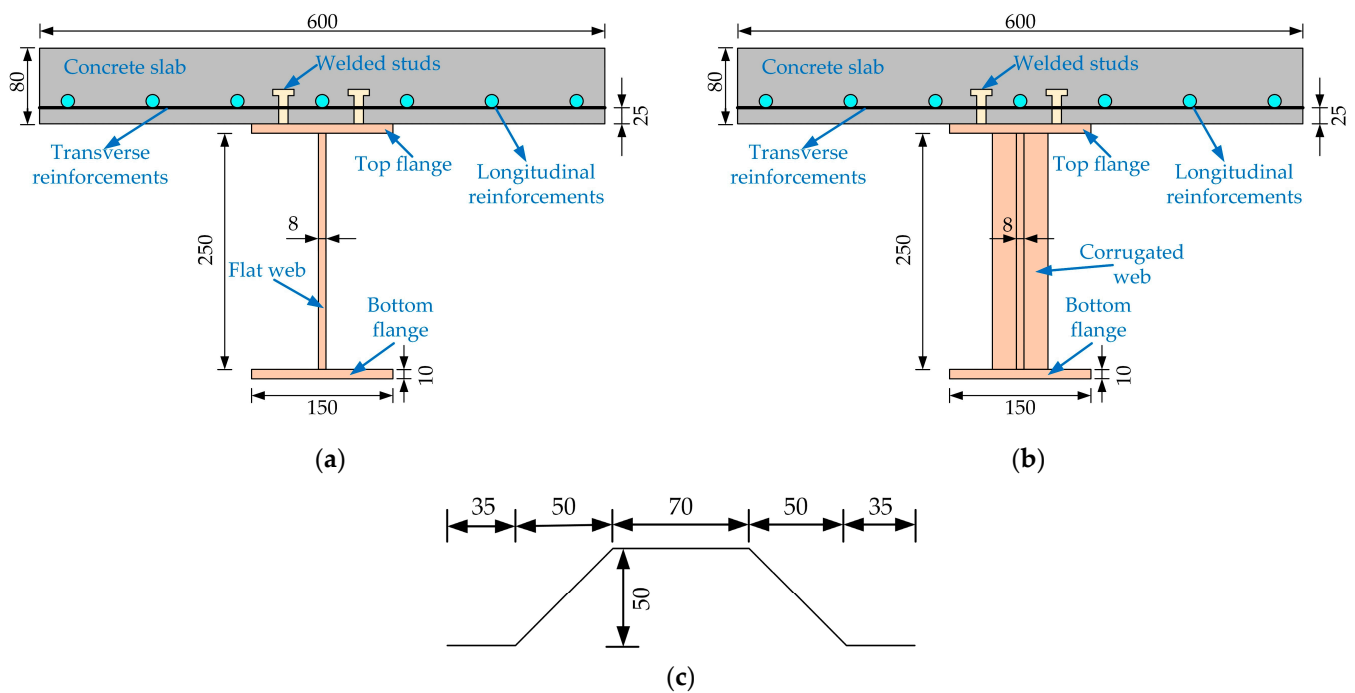 600
80
Concrete slab
Welded studs
25
Transverse
reinforcements
Top flange
Longitudinal
reinforcements
250
8
Flat web
Bottom
flange
10
150
(a)
600
80
Concrete slab
Welded studs
25
Transverse
reinforcements
Top flange
Longitudinal
reinforcements
250
8
Corrugated
web
Bottom
flange
10
150
(b)
35 50 70 50 35
50
(c)